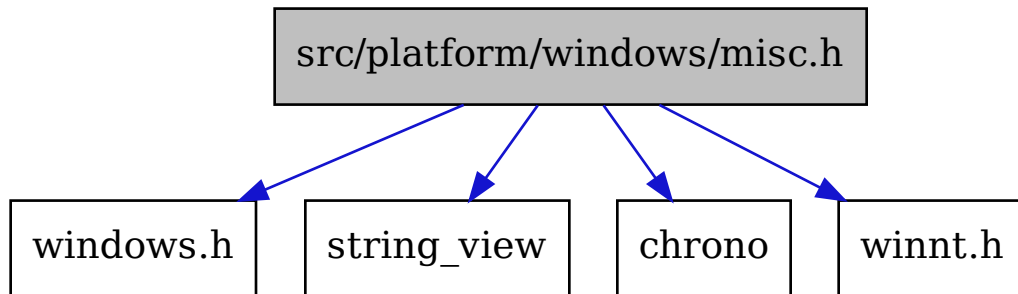 src/platform/windows/misc.h
windows.h
string_view
chrono
winnt.h